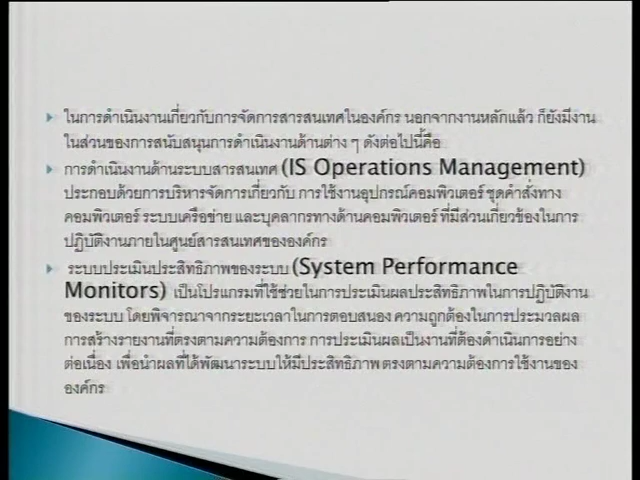 ในการดำเนินงานเกี่ยวกับการจัดการสารสนเทศในองค์กร นอกจากงานหลักแล้ว ก็ยังมีงาน
ในส่วนของการสนับสนุนการดำเนินงานด้านต่าง ๆ ดังต่อไปนี้คือ
การดำเนินงานด้านระบบสารสนเทศ (IS Operations Management)
ประกอบด้วยการบริหารจัดการเกี่ยวกับ การใช้งานอุปกรณ์คอมพิวเตอร์ ชุดคำสั่งทาง
คอมพิวเตอร์ ระบบเครือข่าย และบุคลากรทางด้านคอมพิวเตอร์ ที่มีส่วนเกี่ยวข้องในการ
ปฏิบัติงานภายในศูนย์สารสนเทศขององค์กร
ระบบประเมินประสิทธิภาพของระบบ (System Performance
Monitors) เป็นโปรแกรมที่ใช้ช่วยในการประเมินผลประสิทธิภาพในการปฏิบัติงาน
ของระบบ โดยพิจารณาจากระยะเวลาในการตอบสนอง ความถูกต้องในการประมวลผล
การสร้างรายงานที่ตรงตามความต้องการ การประเมินผลเป็นงานที่ต้องดำเนินการอย่าง
ต่อเนื่อง เพื่อนำผลที่ได้พัฒนาระบบให้มีประสิทธิภาพ ตรงตามความต้องการใช้งานของ
องค์กร